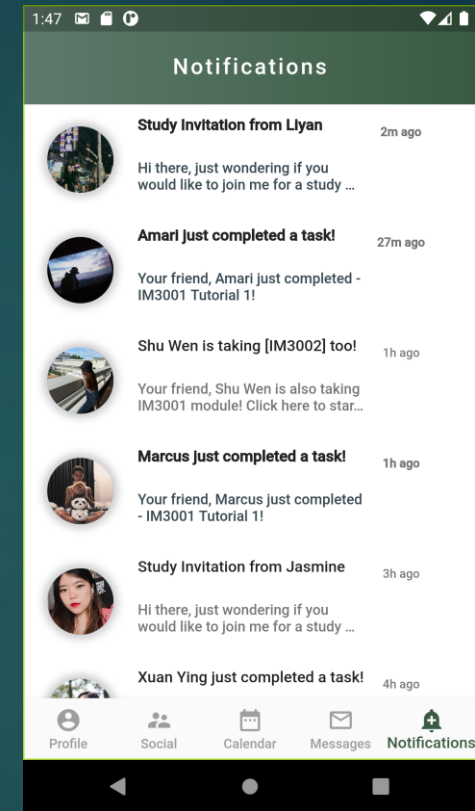 1:47
Notifications
Study Invitation from Liyan
2m ago
Hi there, just wondering if you
would like to join me for a study ...
Amari just completed a task!
27m ago
Your friend, Amari just completed -
IM3001 Tutorial 1!
Shu Wen is taking [IM3002] too!
1h ago
Your friend, Shu Wen is also taking
IM3001 module! Click here to star...
Marcus just completed a task!
1h ago
Your friend, Marcus just completed
- IM3001 Tutorial 1!
Study Invitation from Jasmine
3h ago
Hi there, just wondering if you
would like to join me for a study ...
Xuan Ying just completed a task!
4h ago
Profile
Social
Calendar
Messages
Notifications